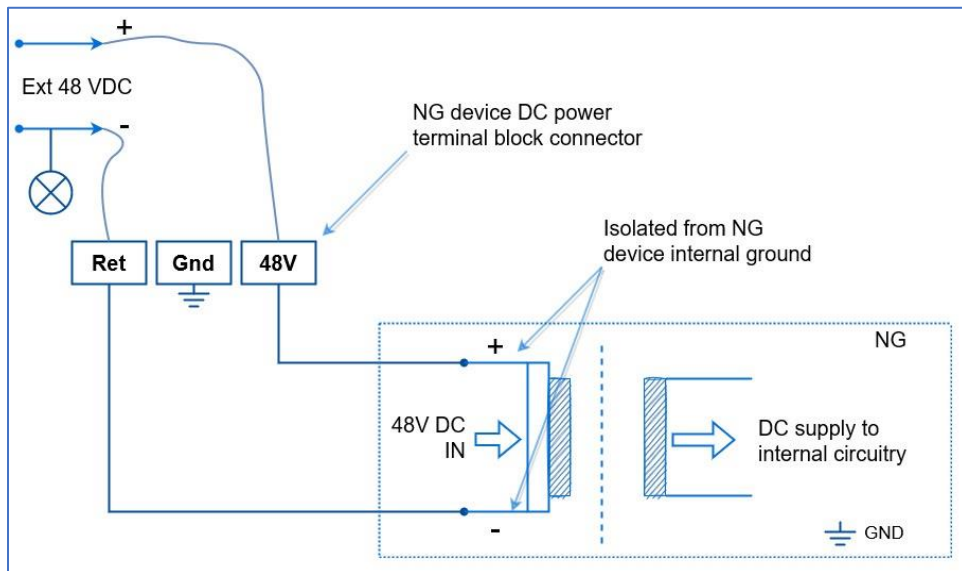 +
Ext 48 VDC
-
NG device DC power
terminal block connector
Isolated from NG
device internal ground
Ret
Gnd
48V
NG
+
48V DC
IN
DC supply to
internal circuitry
-
GND